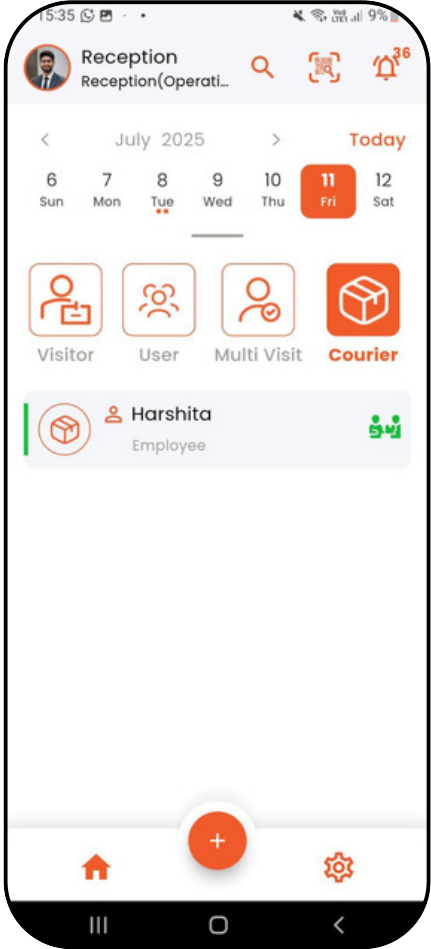 15:35
9%
Reception
Reception(Operati...
36
July 2025
Today
6 7 8 9 10 11 12
Sun Mon Tue Wed Thu Fri Sat
Visitor User Multi Visit Courier
Harshita
Employee
+